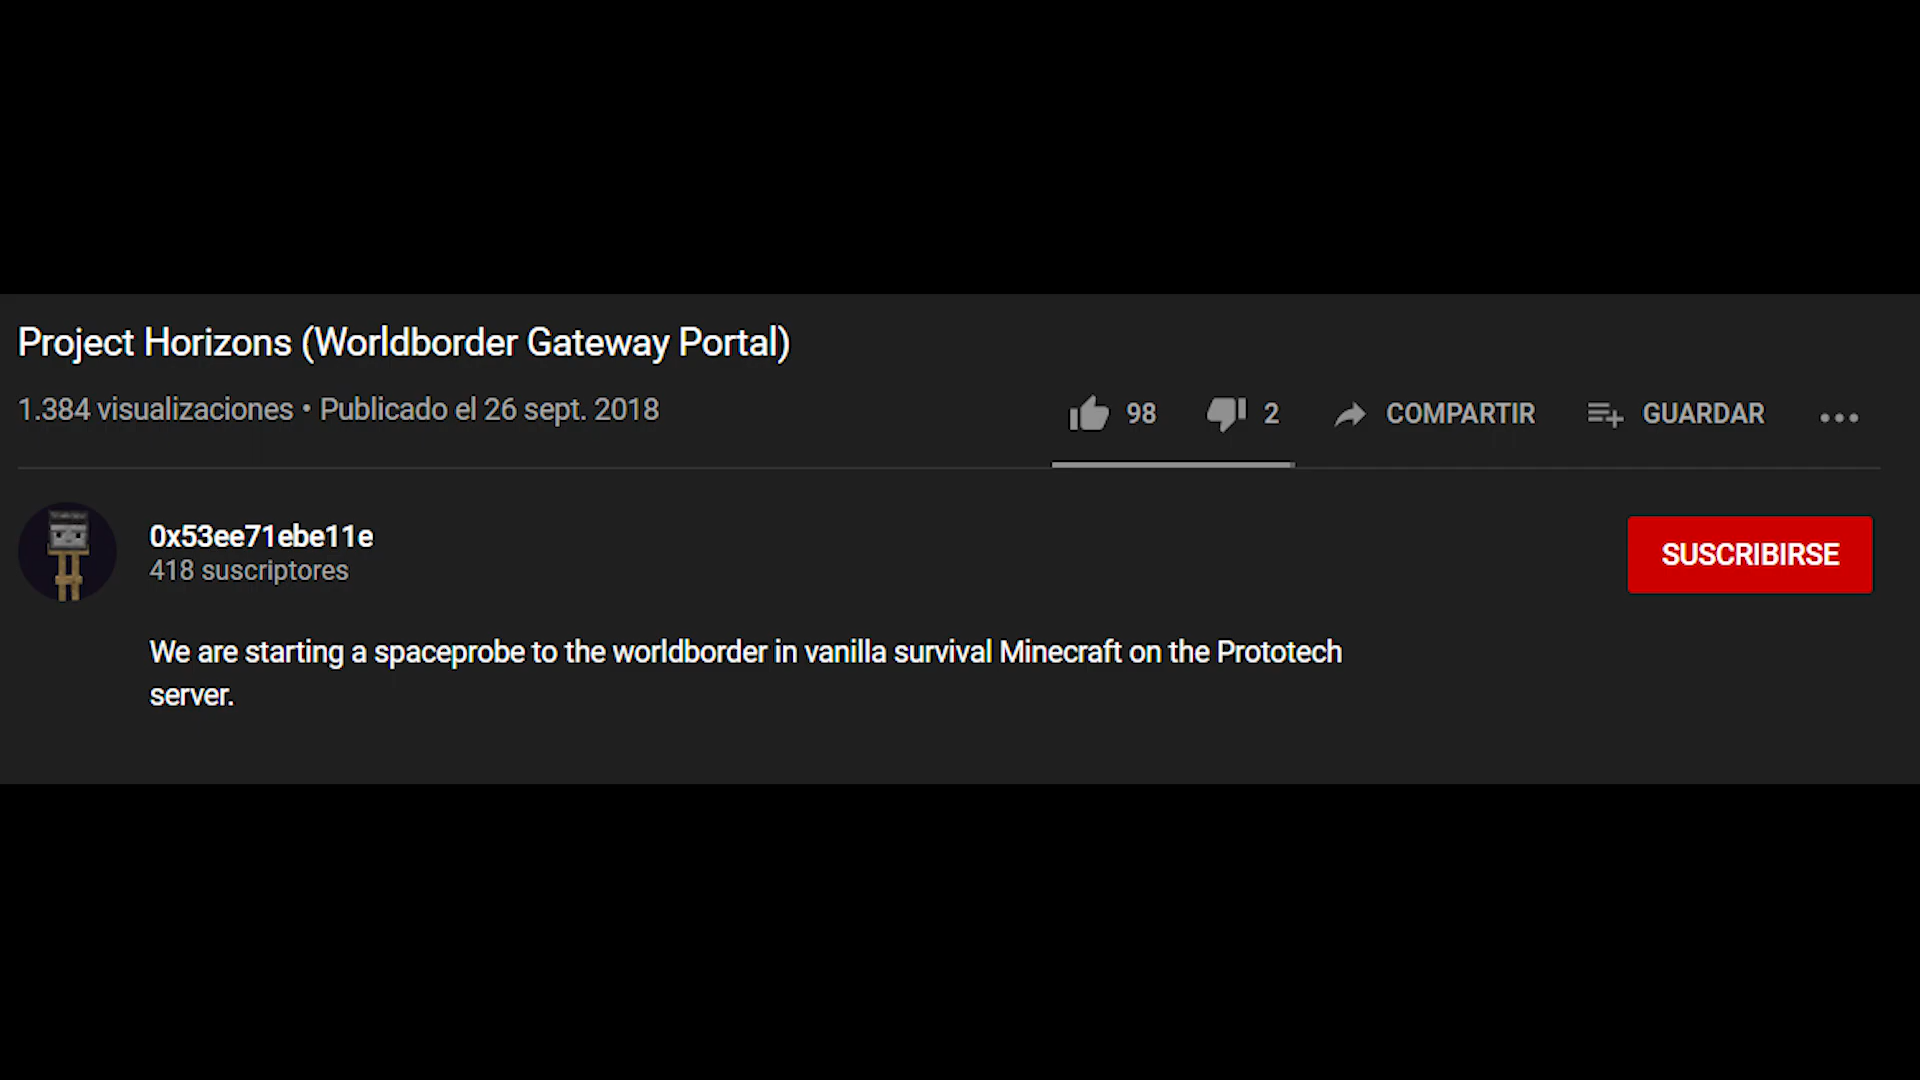 Project Horizons (Worldborder Gateway Portal)
1.384 visualizaciones • Publicado el 26 sept. 2018
98 2 COMPARTIR GUARDAR
0x53ee71ebe11e
418 suscriptores
SUSCRIBIRSE
We are starting a spaceprobe to the worldborder in vanilla survival Minecraft on the Prototech
server.